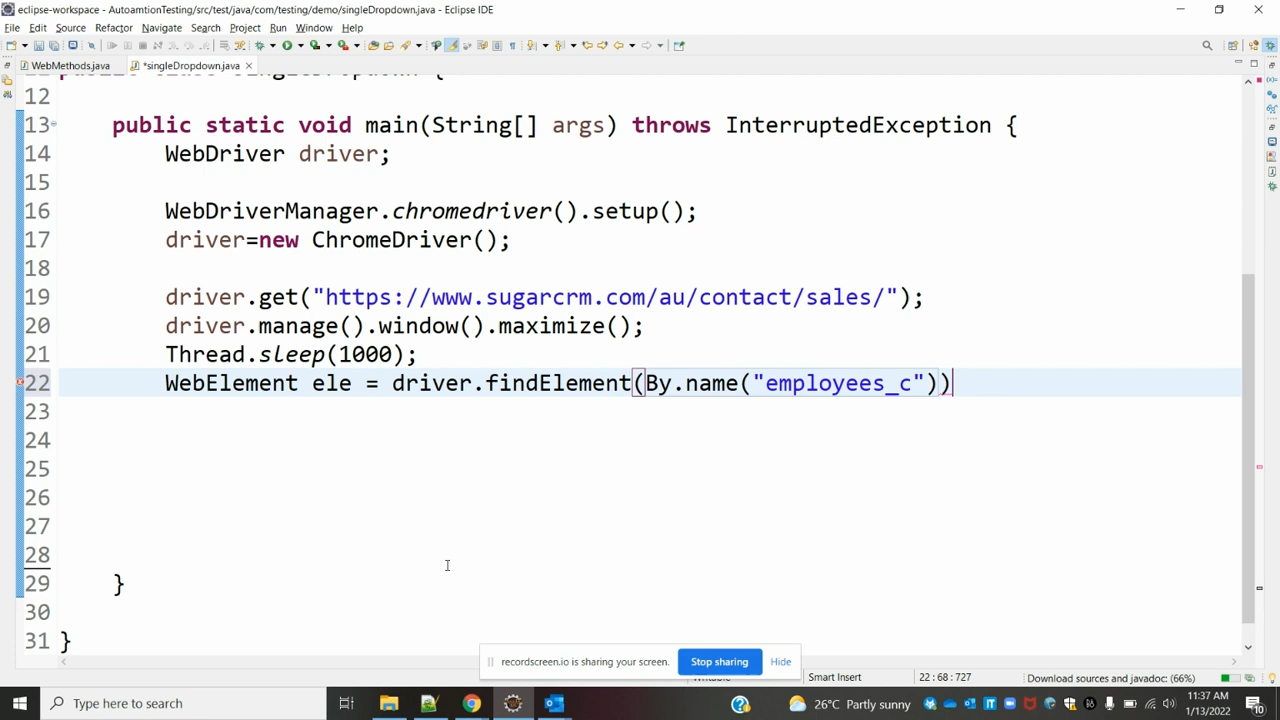 eclipse-workspace - AutoamtionTesting/src/test/java/com/testing/demo/singleDropdown.java - Eclipse IDE
File Edit Source Refactor Navigate Search Project Run Window Help
WebMethods.java *singleDropdown.java
12
13 public static void main(String[] args) throws InterruptedException {
14 WebDriver driver;
15
16 WebDriverManager.chromedriver().setup();
17 driver=new ChromeDriver();
18
19 driver.get("https://www.sugarcrm.com/au/contact/sales/");
20 driver.manage().window().maximize();
21 Thread.sleep(1000);
22 WebElement ele = driver.findElement(By.name("employees_c"))
23
24
25
26
27
28
29 }
30
31 }
recordscreen.io is sharing your screen. Stop sharing Hide
Smart Insert 22 : 68 : 727 Download sources and javadoc: (66%)
Type here to search 26°C Partly sunny 11:37 AM
1/13/2022